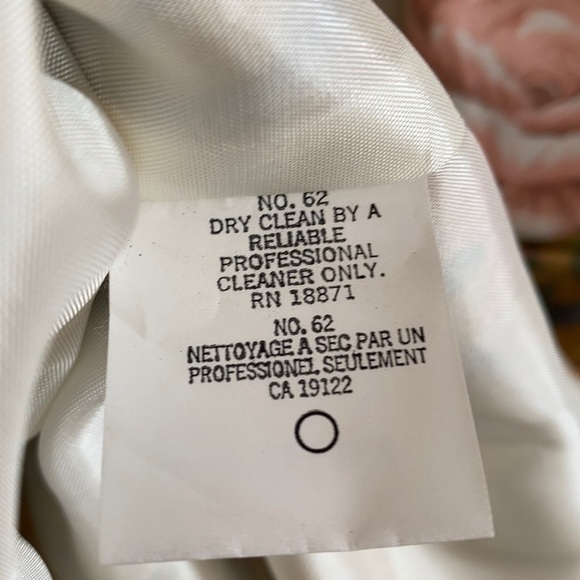 NO. 62
DRY CLEAN BY A
RELIABLE
PROFESSIONAL
CLEANER ONLY.
RN 18871
NO. 62
NETTOYAGE A SEC PAR UN
PROFESSIONEL SEULEMENT
CA 19122